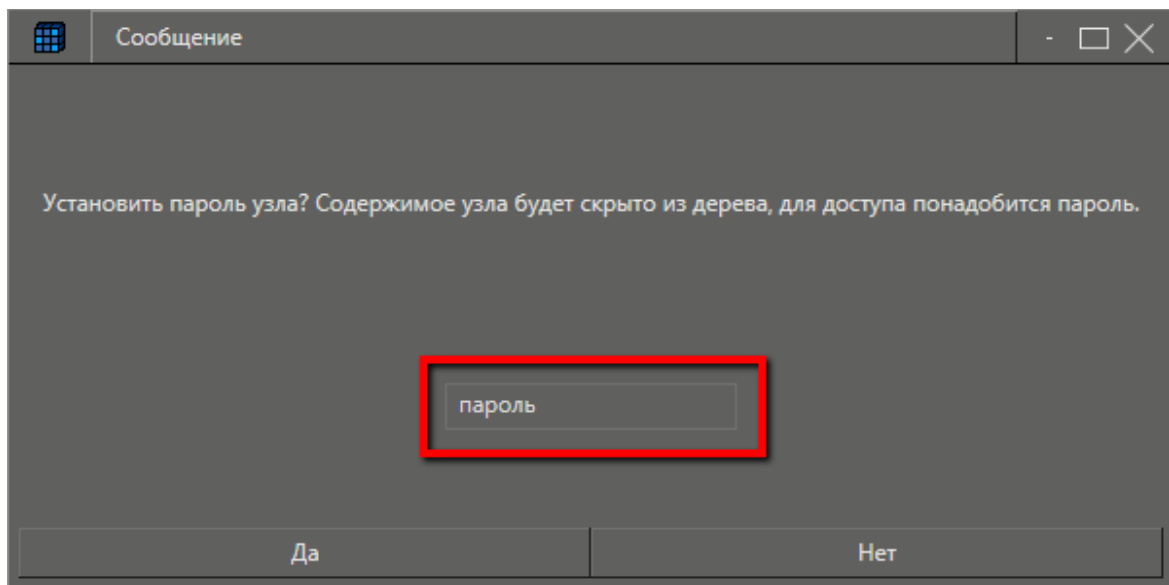 Сообщение
Установить пароль узла? Содержимое узла будет скрыто из дерева, для доступа понадобится пароль.
пароль
Да
Нет